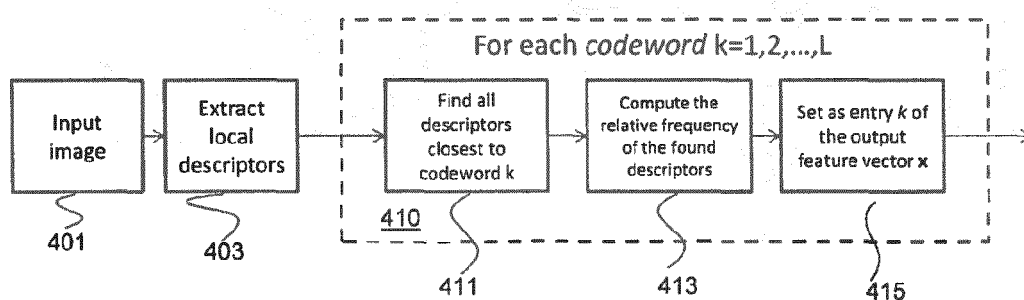 For each codeword k=1,2,...,L
Input
image
Extract
local
descriptors
Find all
descriptors
closest to
codeword k
Compute the
relative frequency
of the found
descriptors
Set as entry k of
the output
feature vector x
410
401
403
411
413
415